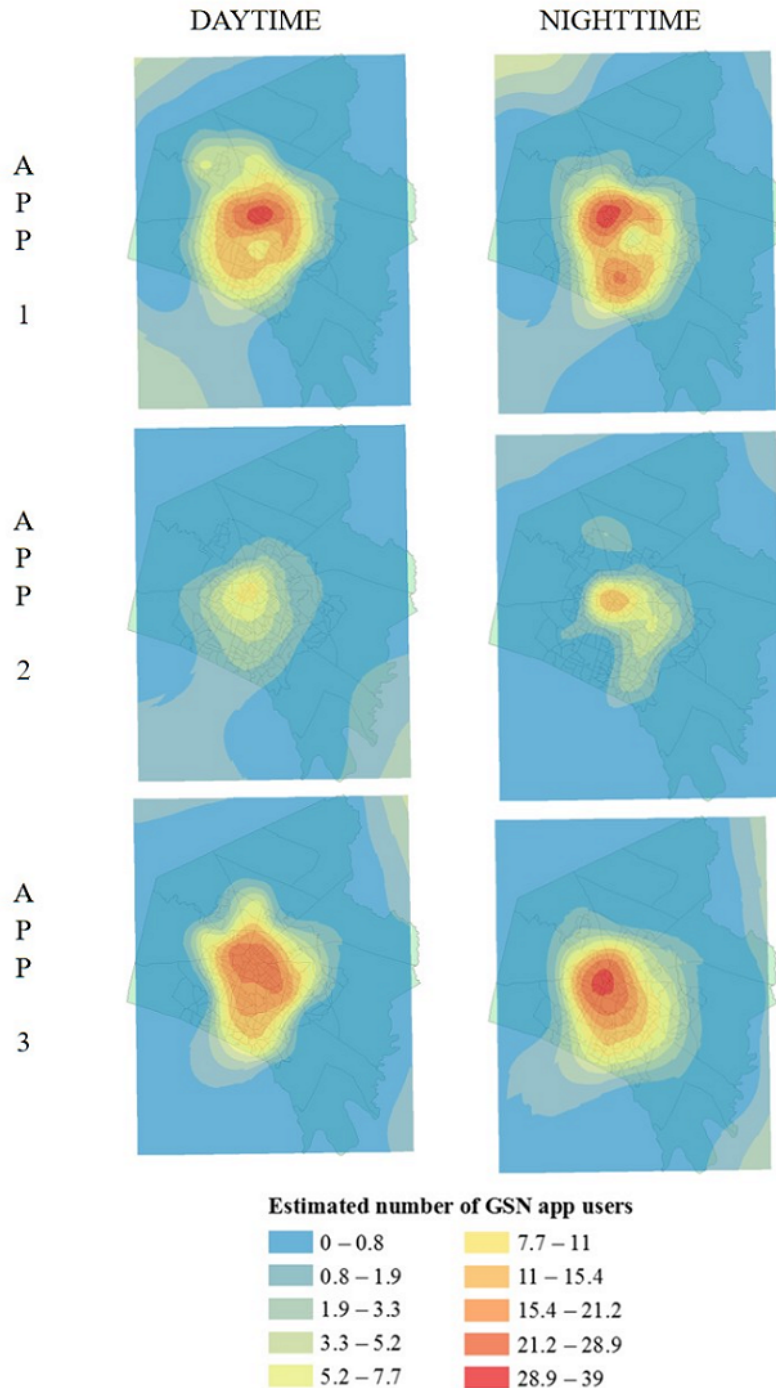 DAYTIME NIGHTTIME
A
P
P
1
A
P
P
2
A
P
P
3
Estimated number of GSN app users
0 – 0.8
0.8 – 1.9
1.9 – 3.3
3.3 – 5.2
5.2 – 7.7
7.7 – 11
11 – 15.4
15.4 – 21.2
21.2 – 28.9
28.9 – 39